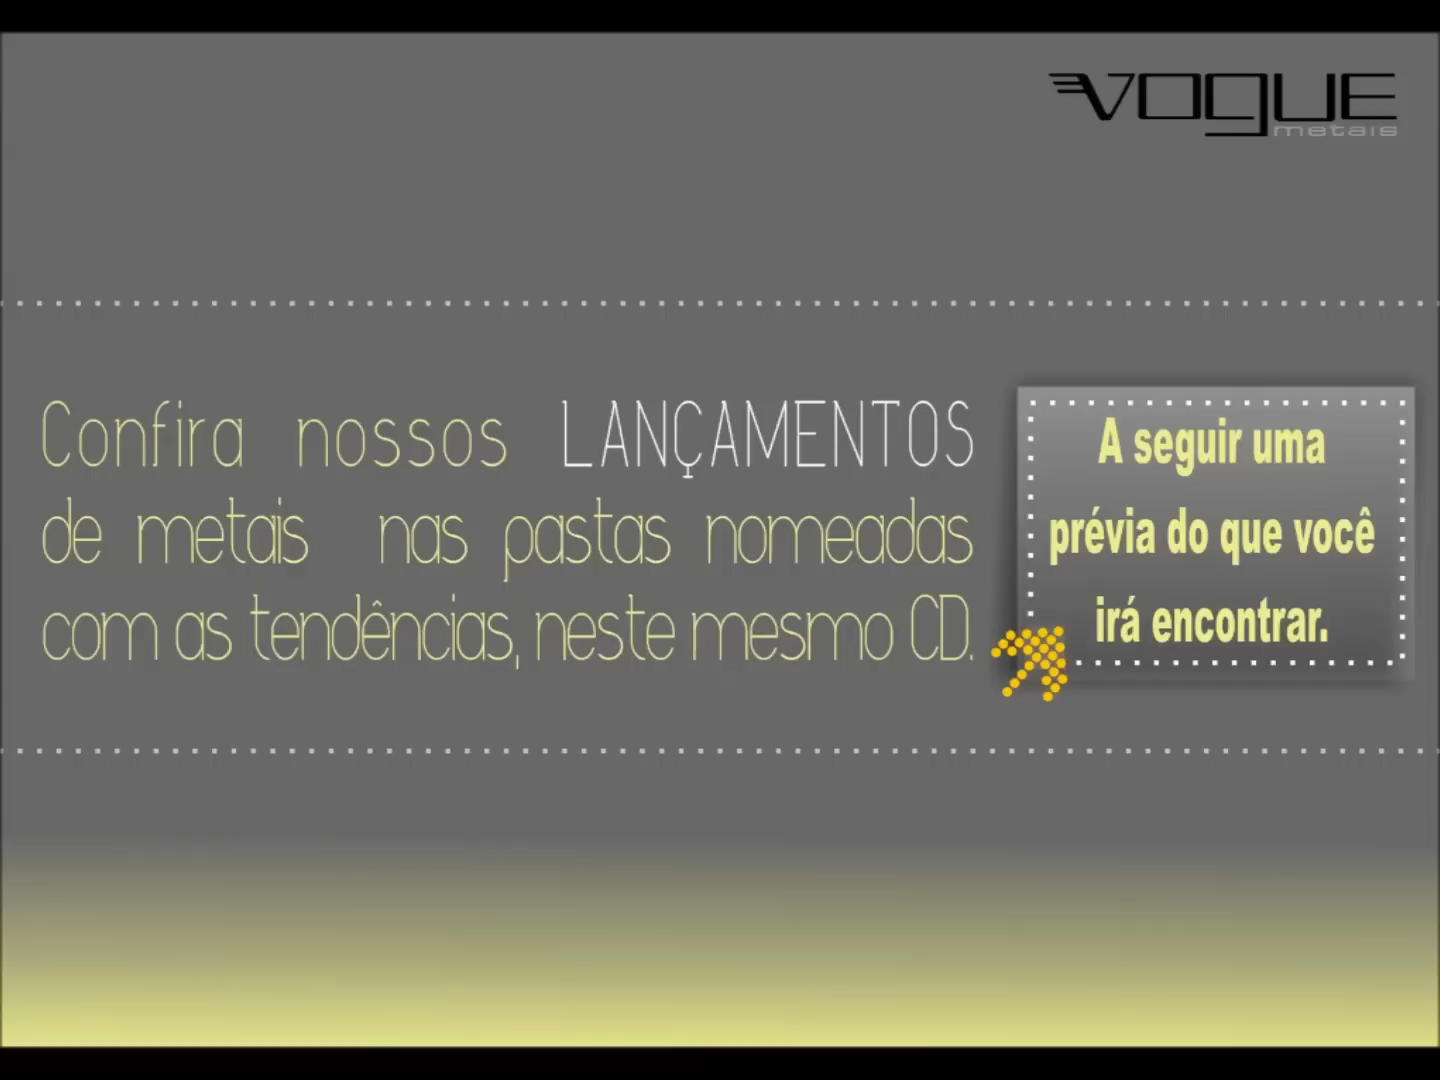 VOGUE
metais
Confira nossos LANÇAMENTOS
de metais nas pastas nomeadas
com as tendências, neste mesmo CD.
A seguir uma
prévia do que você
irá encontrar.